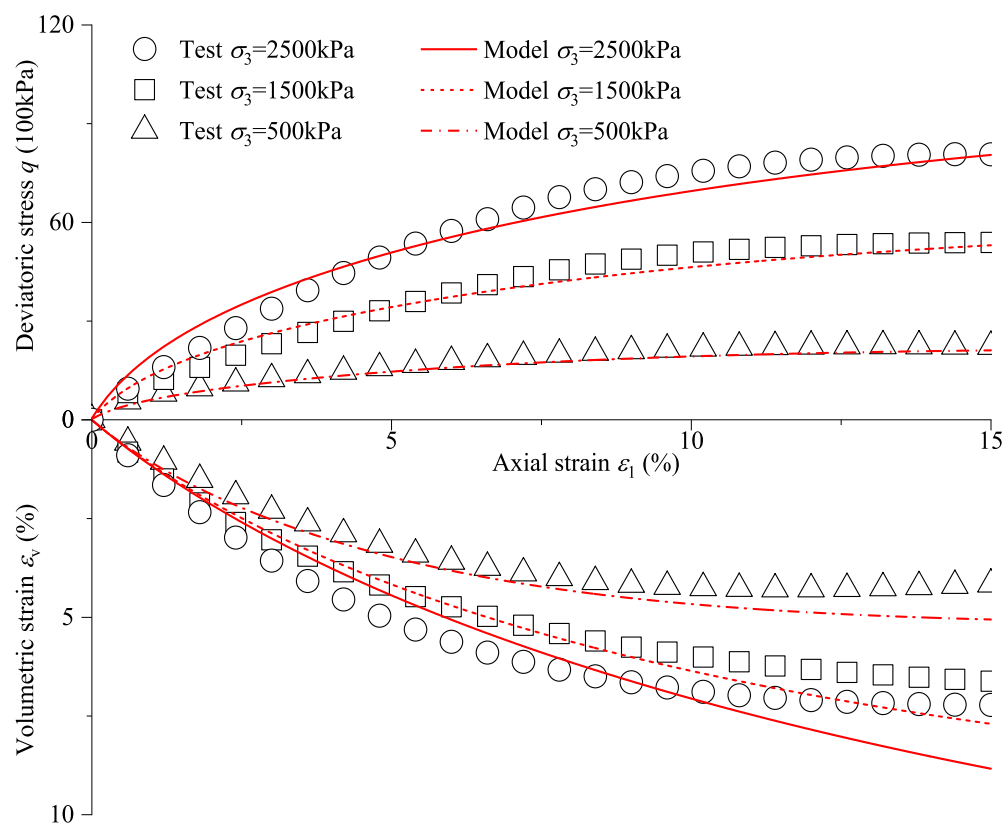 120
Test σ₃=2500kPa Model σ₃=2500kPa
Test σ₃=1500kPa Model σ₃=1500kPa
Test σ₃=500kPa Model σ₃=500kPa
Deviatoric stress q (100kPa)
60
0
0 5 10 15
Axial strain ε₁ (%)
Volumetric strain εᵥ (%)
5
10